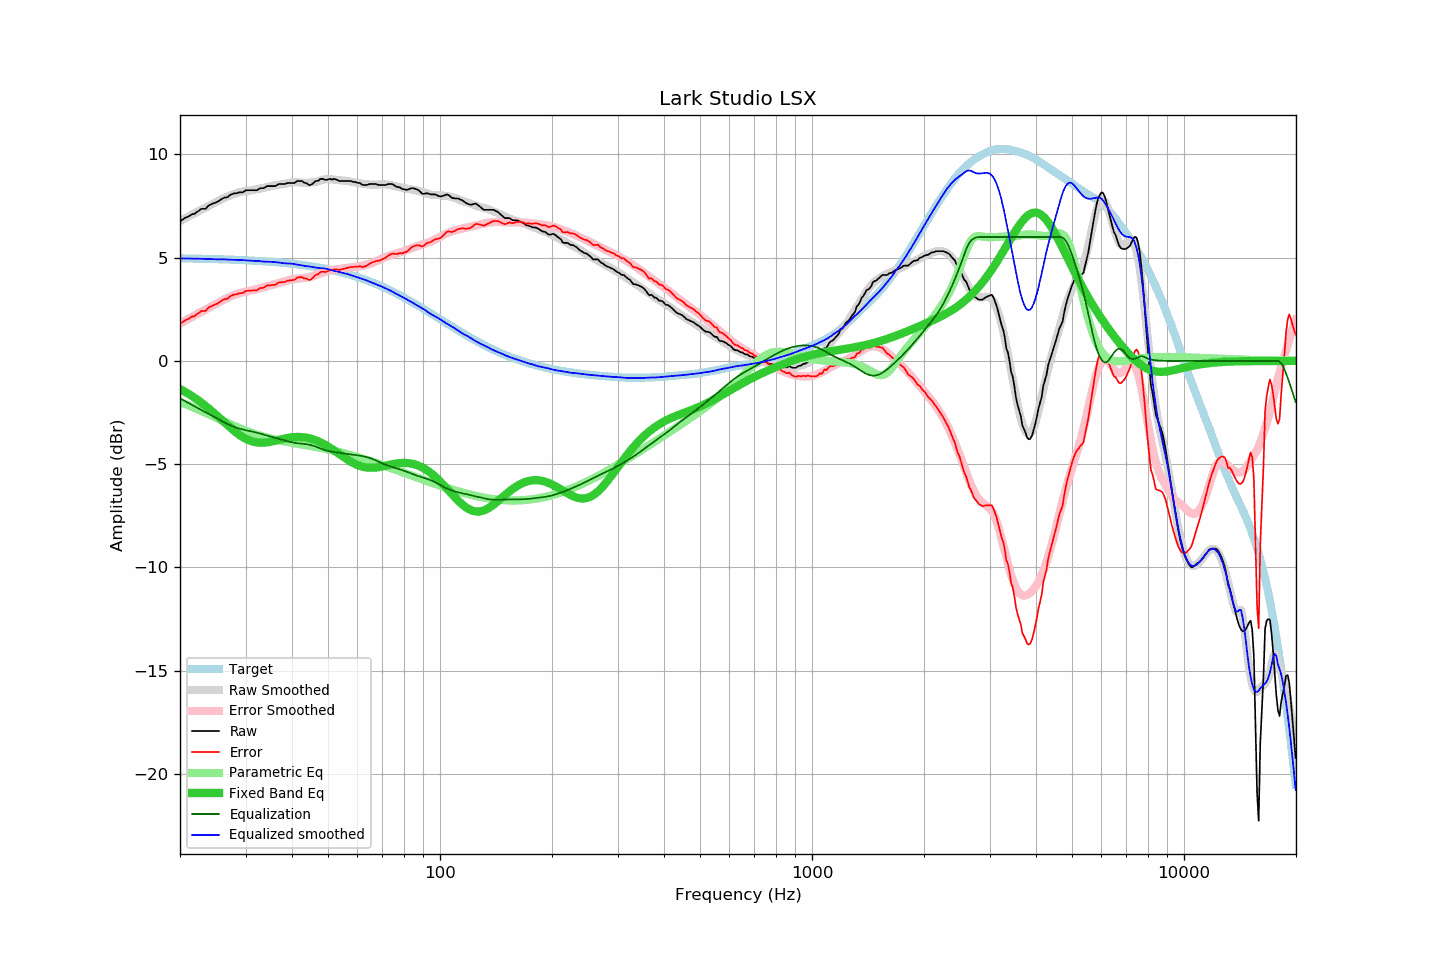 Lark Studio LSX
10
5
0
−5
−10
−15
−20
Amplitude (dBr)
Target
Raw Smoothed
Error Smoothed
Raw
Error
Parametric Eq
Fixed Band Eq
Equalization
Equalized smoothed
100
1000
10000
Frequency (Hz)